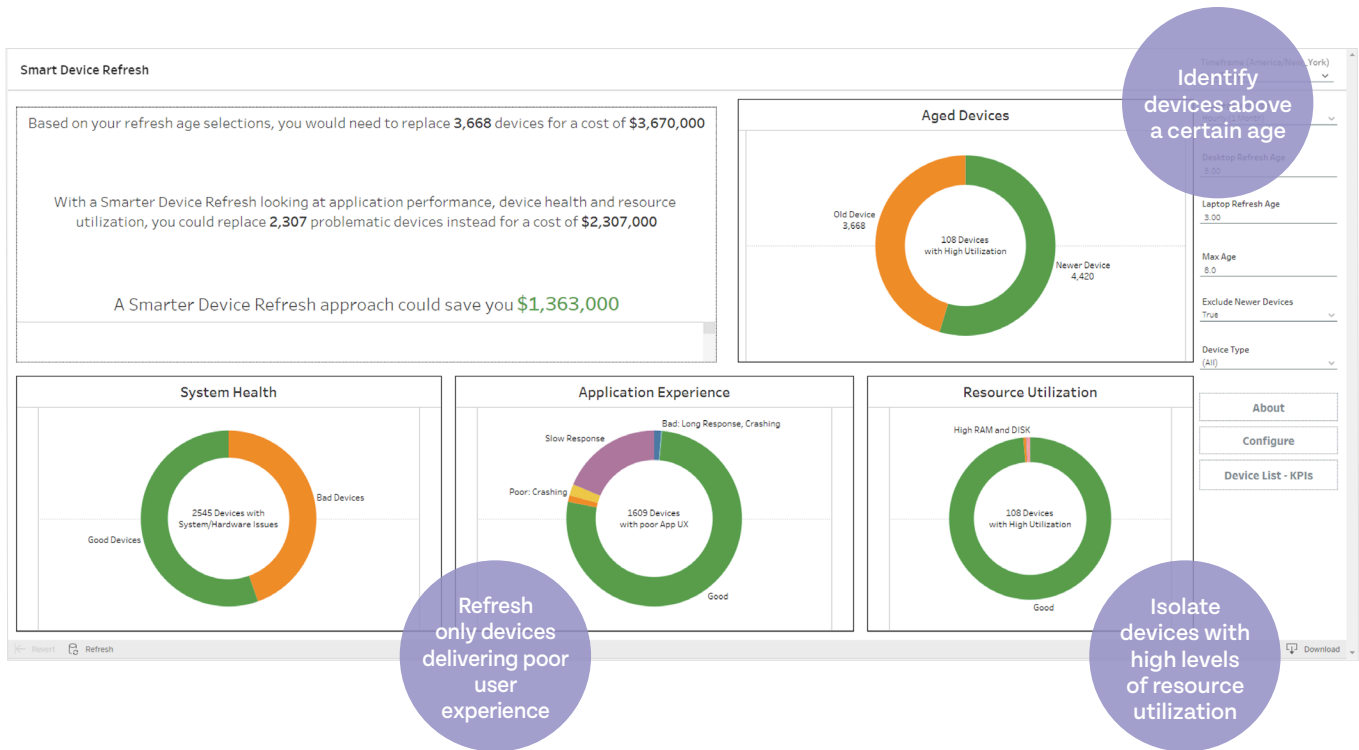 Smart Device Refresh
Timeframe (America/New_York)
Identify
devices above
a certain age
Based on your refresh age selections, you would need to replace 3,668 devices for a cost of $3,670,000
With a Smarter Device Refresh looking at application performance, device health and resource
utilization, you could replace 2,307 problematic devices instead for a cost of $2,307,000
A Smarter Device Refresh approach could save you $1,363,000
Aged Devices
Old Device
3,668
108 Devices
with High Utilization
Newer Device
4,420
Hourly (1 Month)
Desktop Refresh Age
5.00
Laptop Refresh Age
3.00
Max Age
8.0
Exclude Newer Devices
True
Device Type
(All)
About
Configure
Device List - KPIs
System Health
2545 Devices with
System/Hardware Issues
Bad Devices
Good Devices
Application Experience
Bad: Long Response, Crashing
Slow Response
Poor: Crashing
1609 Devices
with poor App UX
Good
Resource Utilization
High RAM and DISK
108 Devices
with High Utilization
Good
Refresh
only devices
delivering poor
user
experience
Isolate
devices with
high levels
of resource
utilization
Revert
Refresh
Download